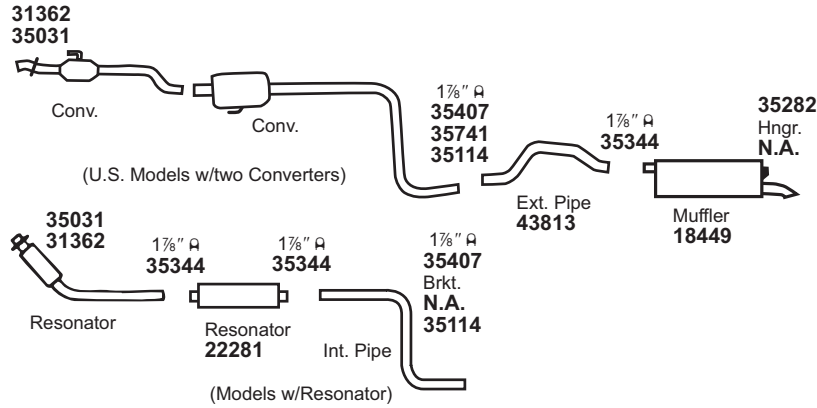 31362
35031
Conv.
Conv.
(U.S. Models w/two Converters)
1⅞″
35407
35741
35114
Ext. Pipe
43813
1⅞″
35344
35282
Hngr.
N.A.
Muffler
18449
35031
31362
Resonator
1⅞″
35344
Resonator
22281
1⅞″
35344
Int. Pipe
1⅞″
35407
Brkt.
N.A.
35114
(Models w/Resonator)